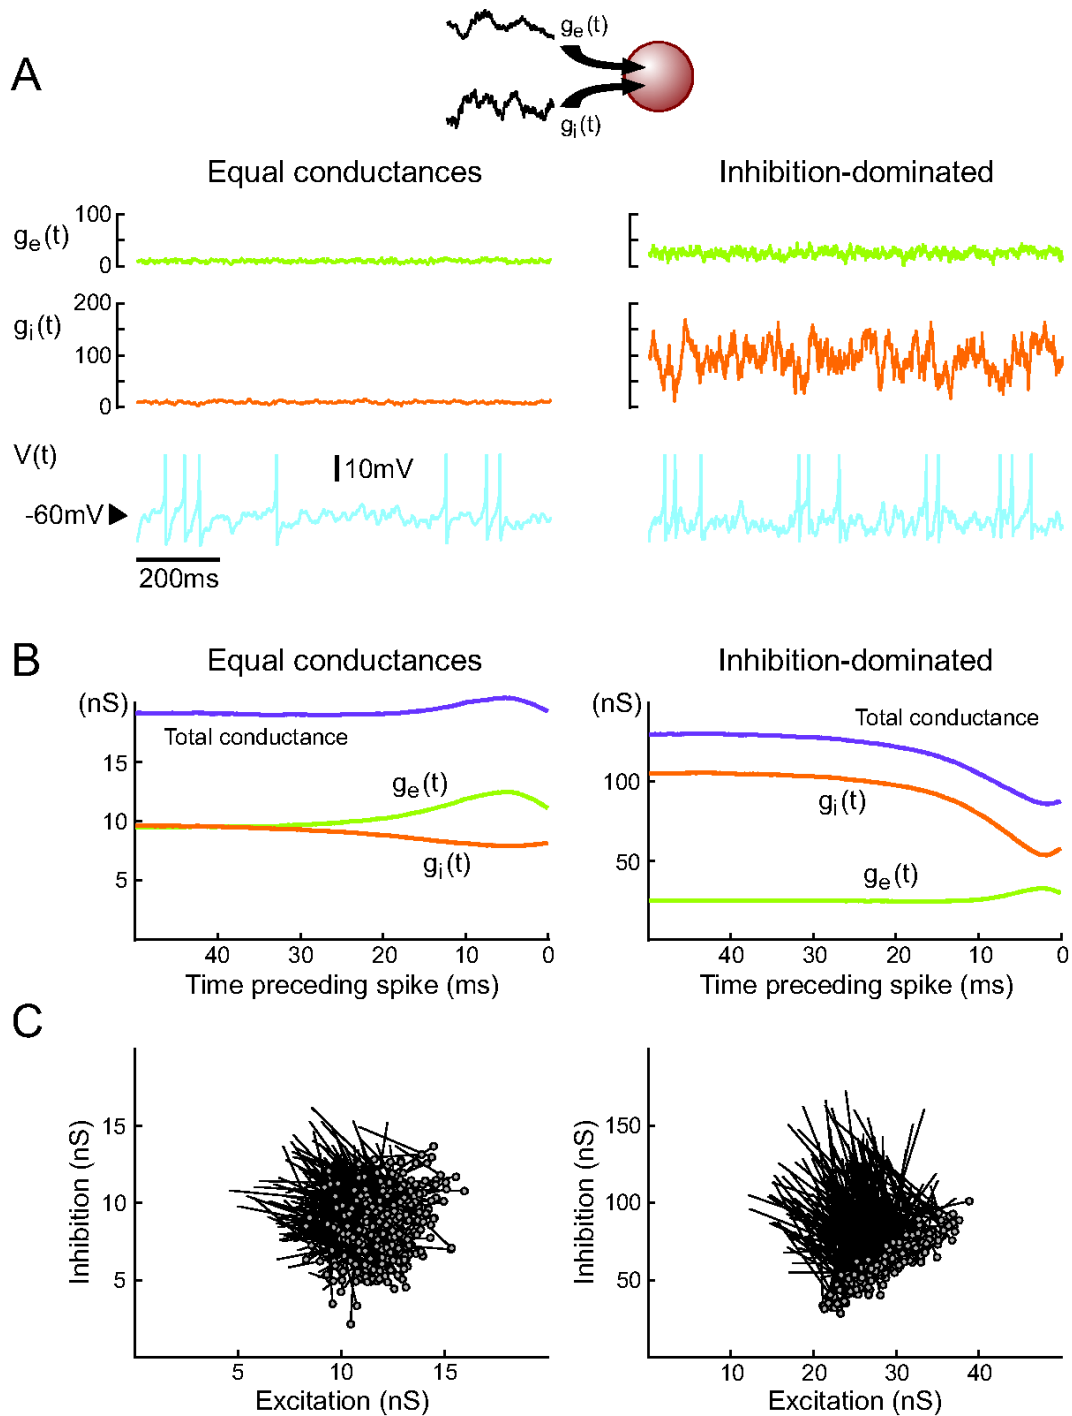 A
ge(t)
gi(t)
Equal conductances
Inhibition-dominated
ge(t)
100
0
gi(t)
200
100
0
V(t)
10mV
-60mV
200ms
B
Equal conductances
Inhibition-dominated
(nS)
15
10
5
Total conductance
ge(t)
gi(t)
40
30
20
10
0
Time preceding spike (ms)
(nS)
100
50
Total conductance
gi(t)
ge(t)
40
30
20
10
0
Time preceding spike (ms)
C
Inhibition (nS)
15
10
5
5
10
15
Excitation (nS)
Inhibition (nS)
150
100
50
10
20
30
40
Excitation (nS)